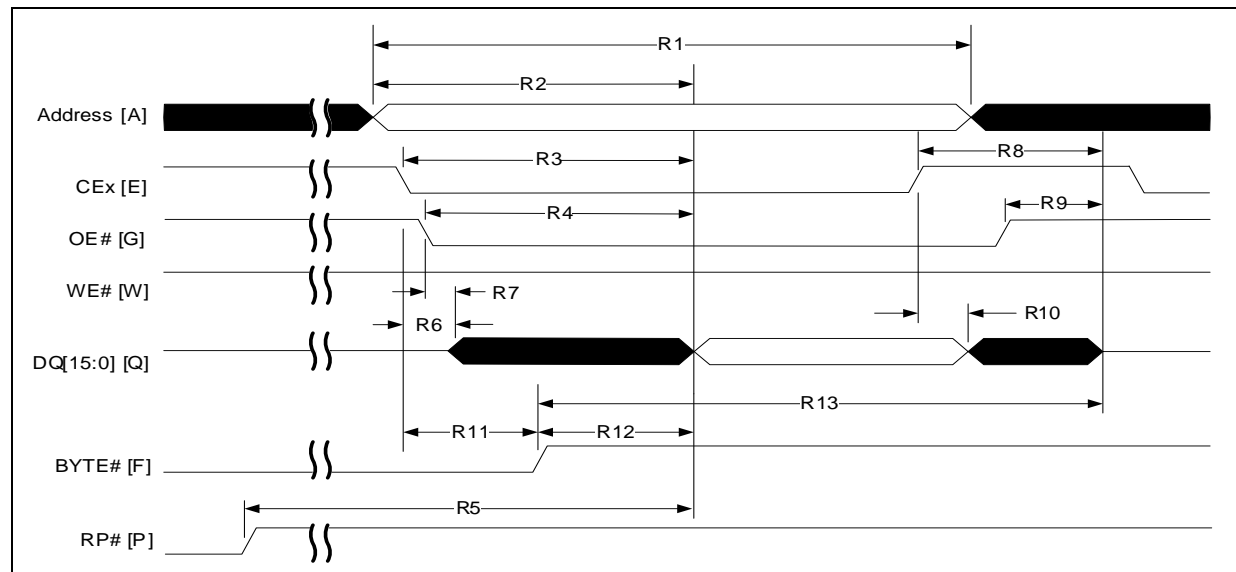 R1
R2
Address [A]
R3
R8
CEx [E]
R4
R9
OE# [G]
WE# [W]
R7
R6
R10
DQ[15:0] [Q]
R13
R11
R12
BYTE# [F]
R5
RP# [P]